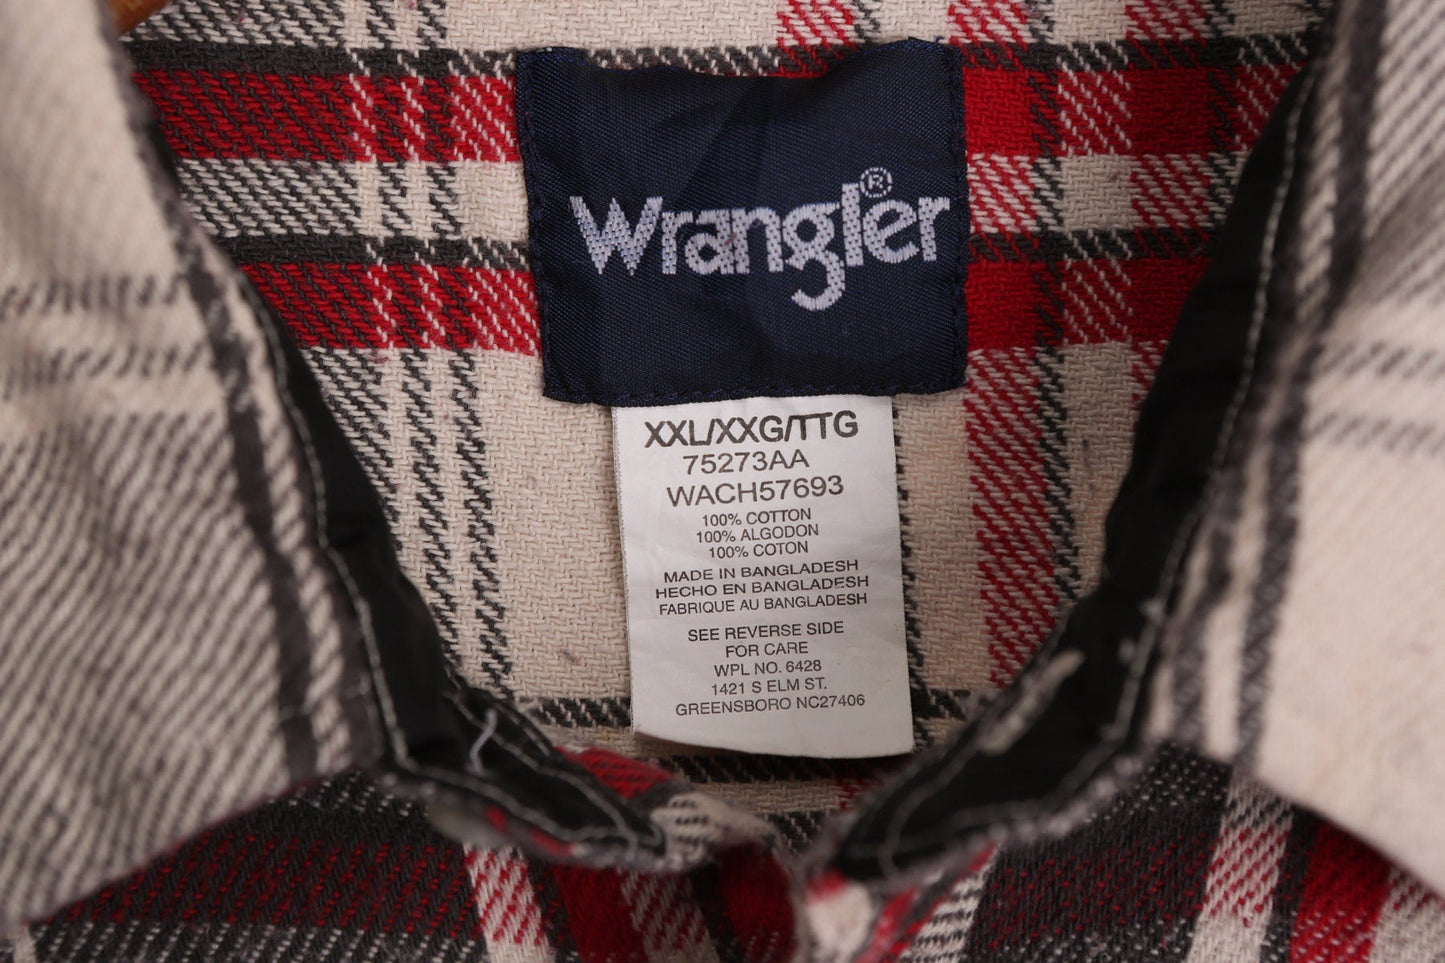 Wrangler®
XXL/XXG/TTG
75273AA
WACH57693
100% COTTON
100% ALGODON
100% COTON
MADE IN BANGLADESH
HECHO EN BANGLADESH
FABRIQUE AU BANGLADESH
SEE REVERSE SIDE
FOR CARE
WPL NO. 6428
1421 S ELM ST.
GREENSBORO NC27406